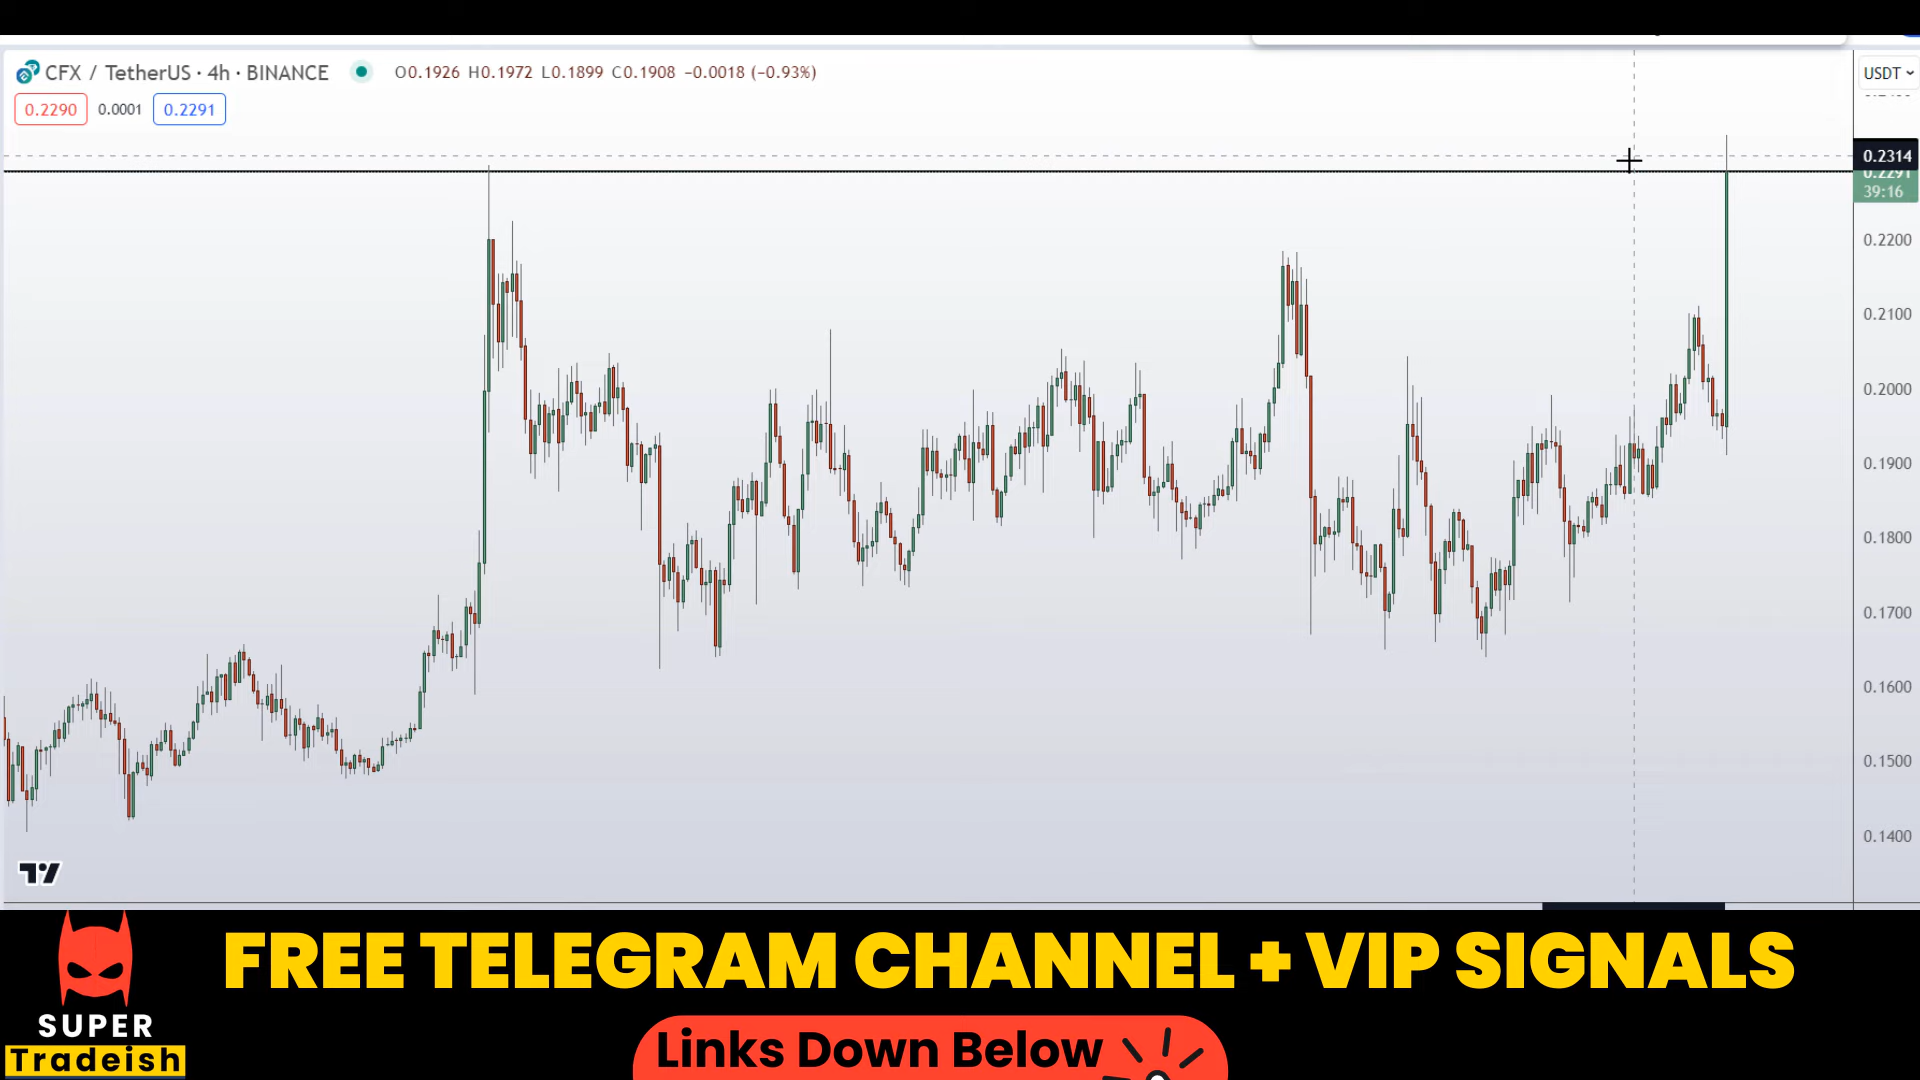 CFX / TetherUS · 4h · BINANCE O0.1926 H0.1972 L0.1899 C0.1908 −0.0018 (−0.93%)
USDT
0.2290 0.0001 0.2291
0.2314
0.2291
39:16
0.2200
0.2100
0.2000
0.1900
0.1800
0.1700
0.1600
0.1500
0.1400
FREE TELEGRAM CHANNEL + VIP SIGNALS
SUPER
Tradeish
Links Down Below